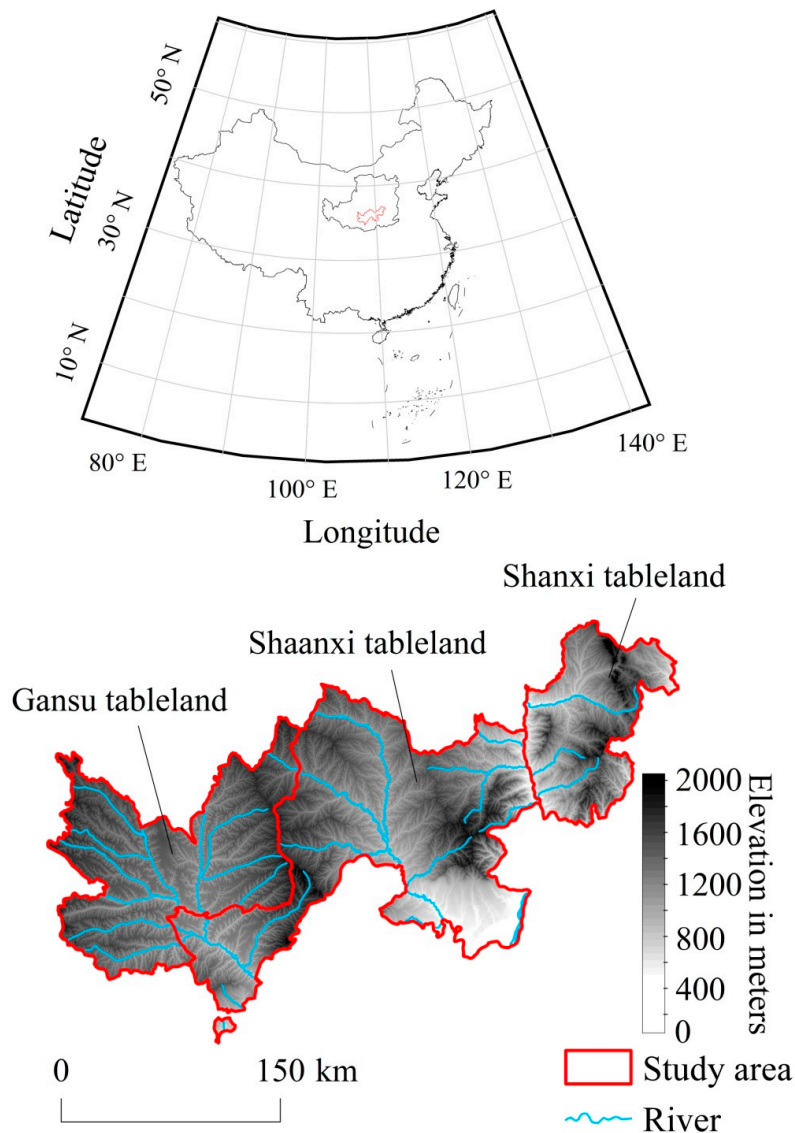 50° N
30° N
10° N
Latitude
80° E
100° E
120° E
140° E
Longitude
Shanxi tableland
Shaanxi tableland
Gansu tableland
2000
1600
1200
800
400
0
Elevation in meters
0 150 km
Study area
River